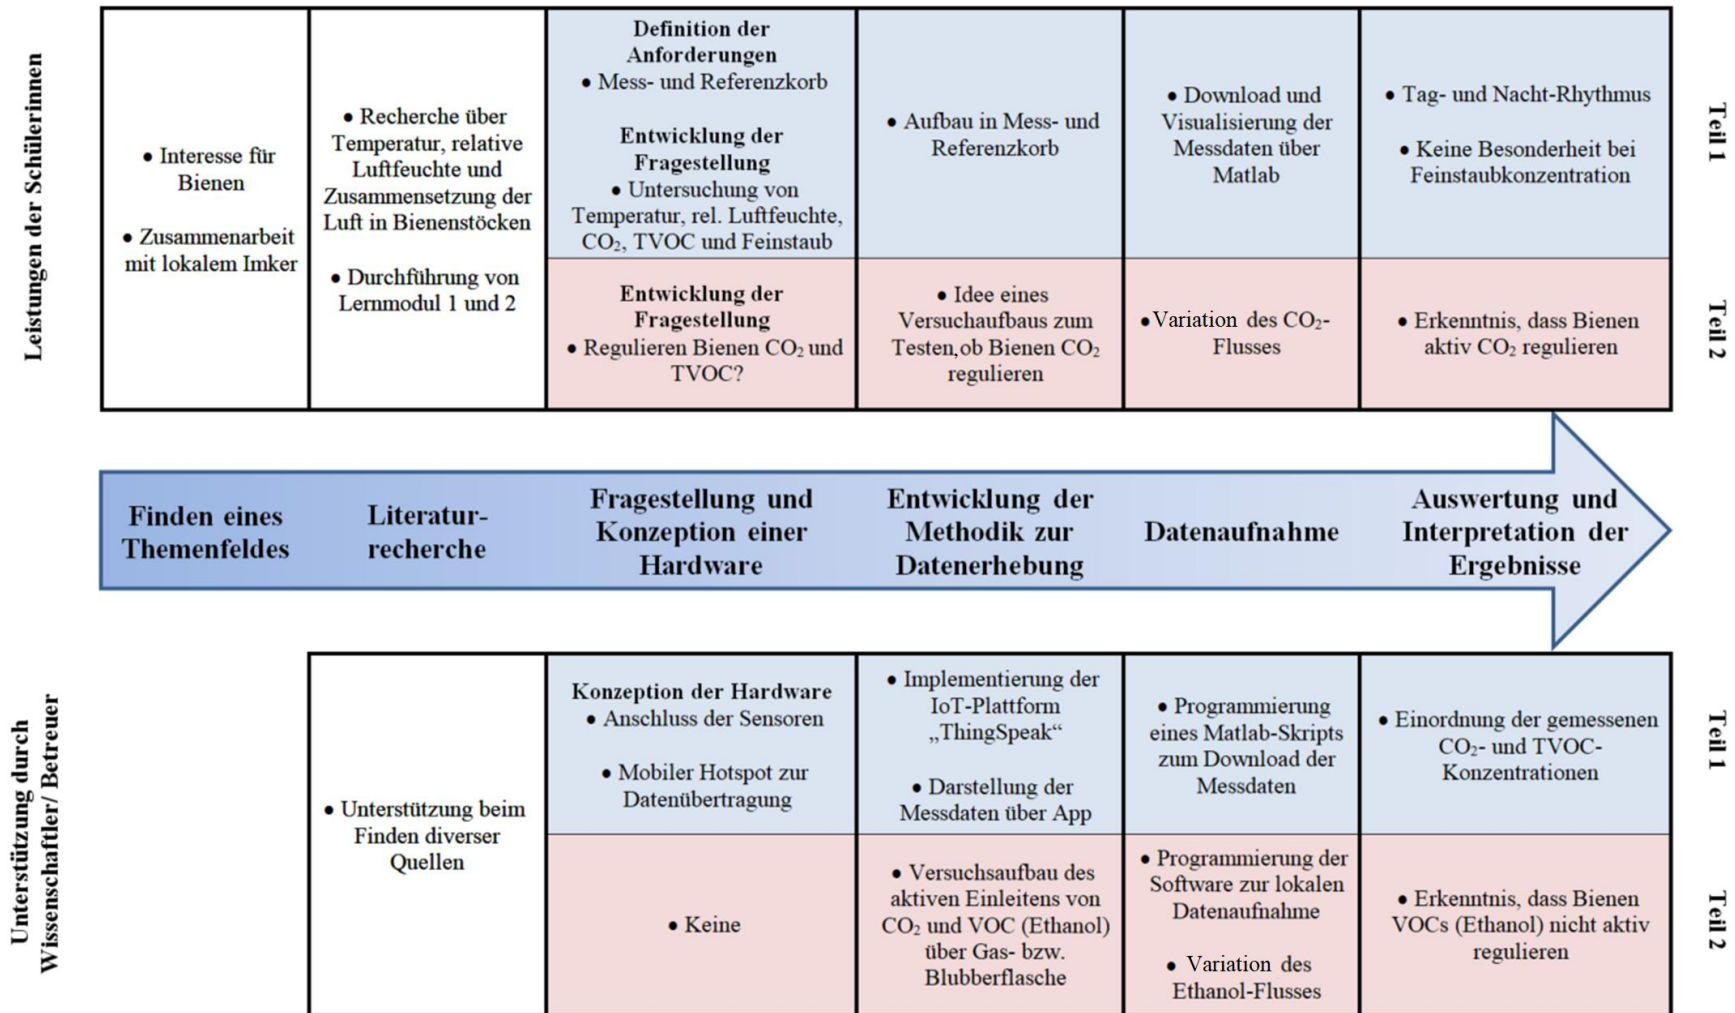 Leistungen der Schülerinnen
• Interesse für
Bienen
• Zusammenarbeit
mit lokalem Imker
• Recherche über
Temperatur, relative
Luftfeuchte und
Zusammensetzung der
Luft in Bienenstöcken
• Durchführung von
Lernmodul 1 und 2
Definition der
Anforderungen
• Mess- und Referenzkorb
Entwicklung der
Fragestellung
• Untersuchung von
Temperatur, rel. Luftfeuchte,
CO₂, TVOC und Feinstaub
• Aufbau in Mess- und
Referenzkorb
• Download und
Visualisierung der
Messdaten über
Matlab
• Tag- und Nacht-Rhythmus
• Keine Besonderheit bei
Feinstaubkonzentration
Teil 1
Entwicklung der
Fragestellung
• Regulieren Bienen CO₂ und
TVOC?
• Idee eines
Versuchaufbaus zum
Testen, ob Bienen CO₂
regulieren
• Variation des CO₂-
Flusses
• Erkenntnis, dass Bienen
aktiv CO₂ regulieren
Teil 2
Finden eines
Themenfeldes
Literatur-
recherche
Fragestellung und
Konzeption einer
Hardware
Entwicklung der
Methodik zur
Datenerhebung
Datenaufnahme
Auswertung und
Interpretation der
Ergebnisse
Unterstützung durch
Wissenschaftler/ Betreuer
• Unterstützung beim
Finden diverser
Quellen
Konzeption der Hardware
• Anschluss der Sensoren
• Mobiler Hotspot zur
Datenübertragung
• Implementierung der
IoT-Plattform
„ThingSpeak“
• Darstellung der
Messdaten über App
• Programmierung
eines Matlab-Skripts
zum Download der
Messdaten
• Einordnung der gemessenen
CO₂- und TVOC-
Konzentrationen
Teil 1
• Keine
• Versuchsaufbau des
aktiven Einleitens von
CO₂ und VOC (Ethanol)
über Gas- bzw.
Blubberflasche
• Programmierung der
Software zur lokalen
Datenaufnahme
• Variation des
Ethanol-Flusses
• Erkenntnis, dass Bienen
VOCs (Ethanol) nicht aktiv
regulieren
Teil 2